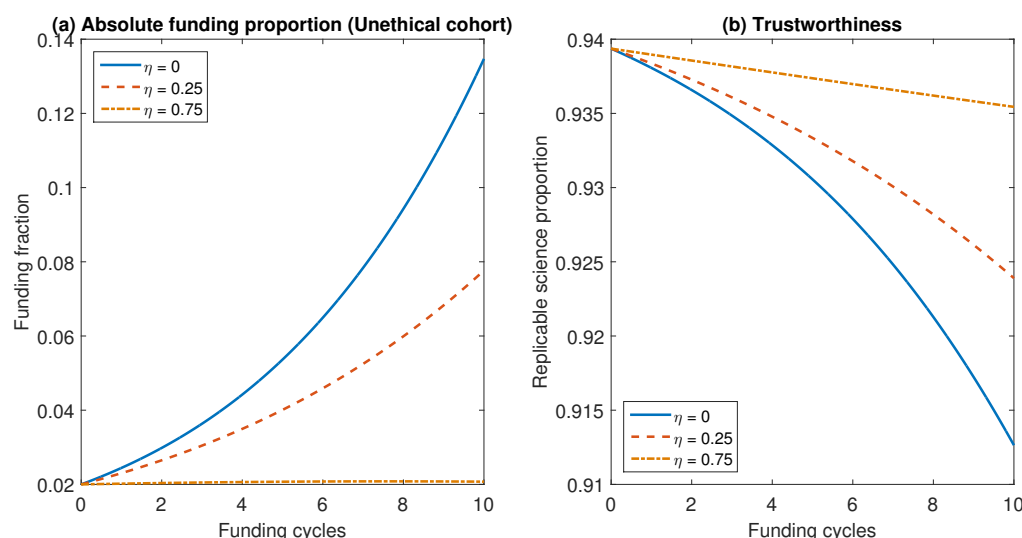 (a) Absolute funding proportion (Unethical cohort)
0.14
0.12
0.1
0.08
0.06
0.04
0.02
Funding fraction
η = 0
η = 0.25
η = 0.75
0 2 4 6 8 10
Funding cycles
(b) Trustworthiness
0.94
0.935
0.93
0.925
0.92
0.915
0.91
Replicable science proportion
η = 0
η = 0.25
η = 0.75
0 2 4 6 8 10
Funding cycles